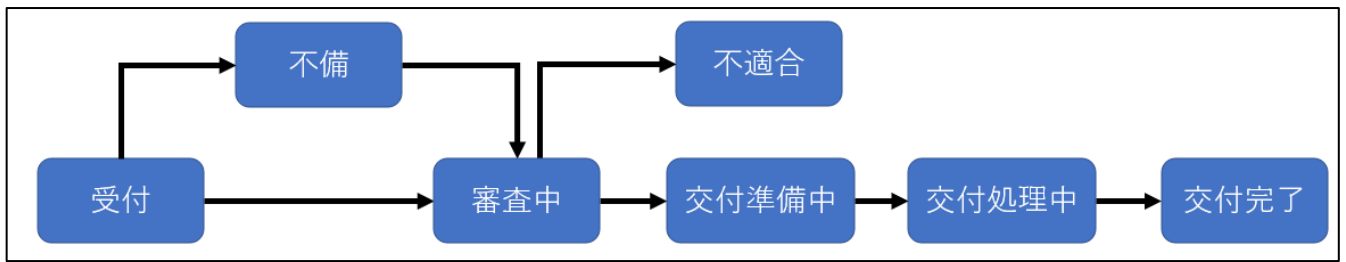 不備
不適合
受付
審査中
交付準備中
交付処理中
交付完了